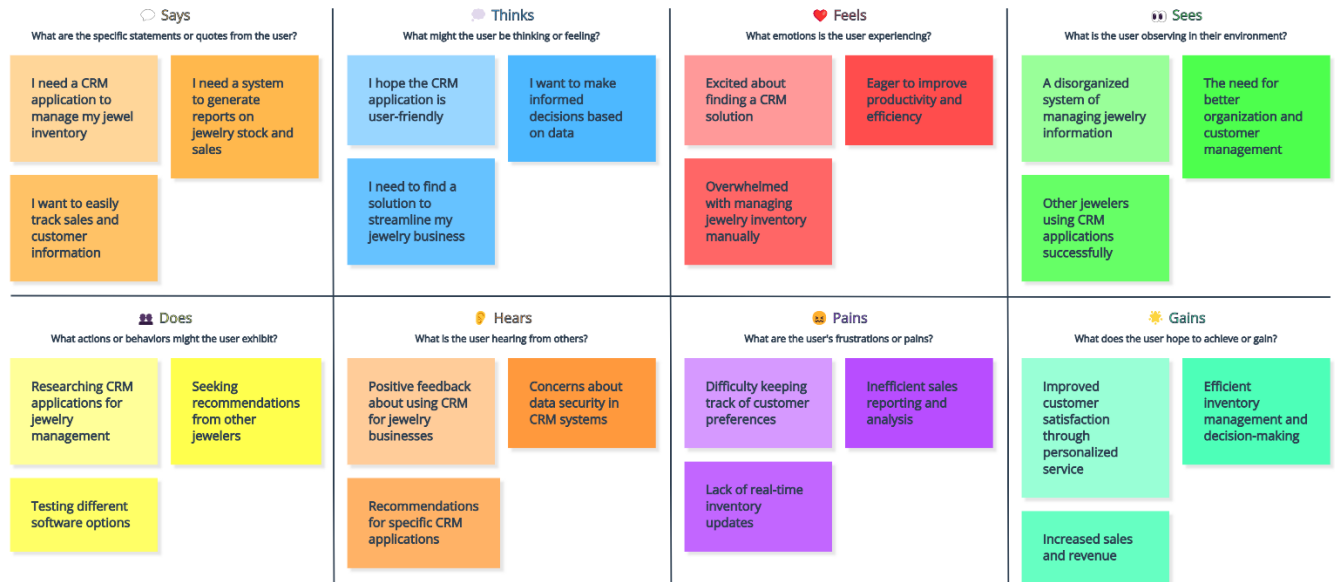 Says
What are the specific statements or quotes from the user?
I need a CRM
application to
manage my jewel
inventory
I need a system
to generate
reports on
jewelry stock and
sales
I want to easily
track sales and
customer
information
Thinks
What might the user be thinking or feeling?
I hope the CRM
application is
user-friendly
I want to make
informed
decisions based
on data
I need to find a
solution to
streamline my
jewelry business
Feels
What emotions is the user experiencing?
Excited about
finding a CRM
solution
Eager to improve
productivity and
efficiency
Overwhelmed
with managing
jewelry inventory
manually
Sees
What is the user observing in their environment?
A disorganized
system of
managing jewelry
information
The need for
better
organization and
customer
management
Other jewelers
using CRM
applications
successfully
Does
What actions or behaviors might the user exhibit?
Researching CRM
applications for
jewelry
management
Seeking
recommendations
from other
jewelers
Testing different
software options
Hears
What is the user hearing from others?
Positive feedback
about using CRM
for jewelry
businesses
Concerns about
data security in
CRM systems
Recommendations
for specific CRM
applications
Pains
What are the user's frustrations or pains?
Difficulty keeping
track of customer
preferences
Inefficient sales
reporting and
analysis
Lack of real-time
inventory
updates
Gains
What does the user hope to achieve or gain?
Improved
customer
satisfaction
through
personalized
service
Efficient
inventory
management and
decision-making
Increased sales
and revenue